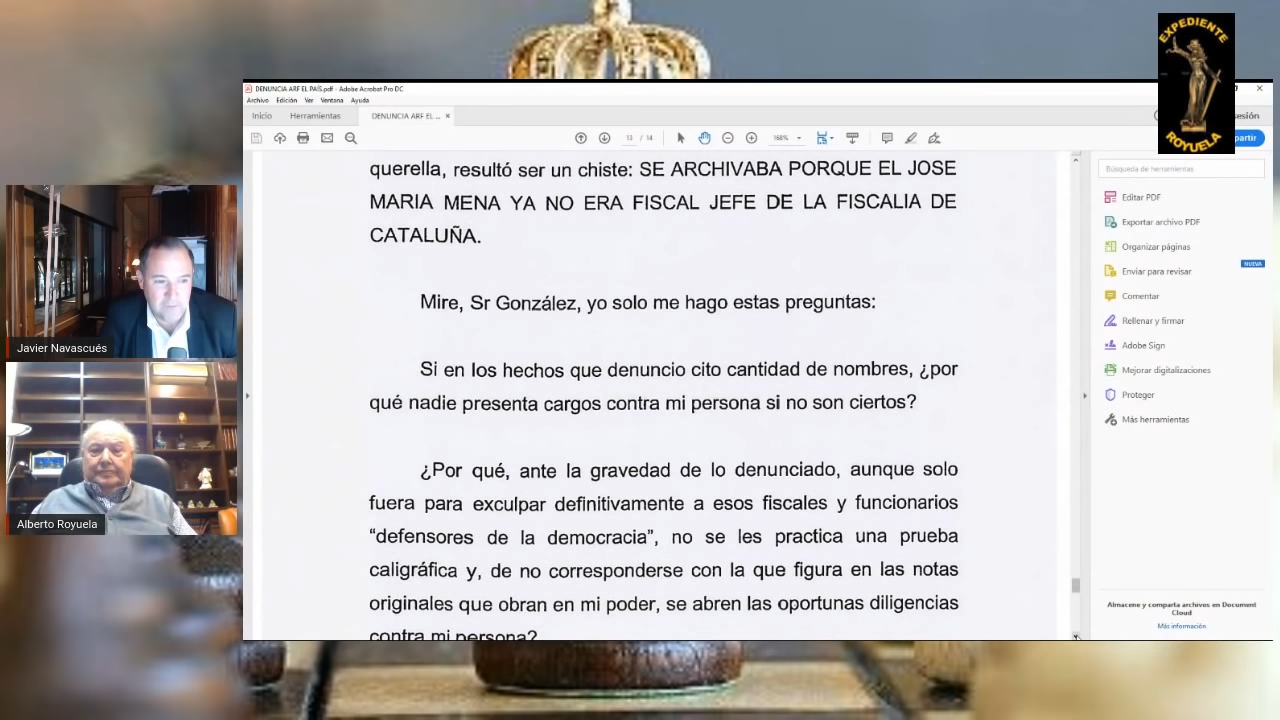 EXPEDIENTE
ROYUELA
DENUNCIA ARF EL PAÍS.pdf - Adobe Acrobat Pro DC
Archivo Edición Ver Ventana Ayuda
Inicio Herramientas DENUNCIA ARF EL ... ×
13 / 14 168%
querella, resultó ser un chiste: SE ARCHIVABA PORQUE EL JOSE
MARIA MENA YA NO ERA FISCAL JEFE DE LA FISCALIA DE
CATALUÑA.
Mire, Sr González, yo solo me hago estas preguntas:
Si en los hechos que denuncio cito cantidad de nombres, ¿por
qué nadie presenta cargos contra mi persona si no son ciertos?
¿Por qué, ante la gravedad de lo denunciado, aunque solo
fuera para exculpar definitivamente a esos fiscales y funcionarios
“defensores de la democracia”, no se les practica una prueba
caligráfica y, de no corresponderse con la que figura en las notas
originales que obran en mi poder, se abren las oportunas diligencias
contra mi persona?
Búsqueda de herramientas
Editar PDF
Exportar archivo PDF
Organizar páginas
Enviar para revisar
NUEVA
Comentar
Rellenar y firmar
Adobe Sign
Mejorar digitalizaciones
Proteger
Más herramientas
Almacene y comparta archivos en Document
Cloud
Más información
esión
partir
Javier Navascués
Alberto Royuela